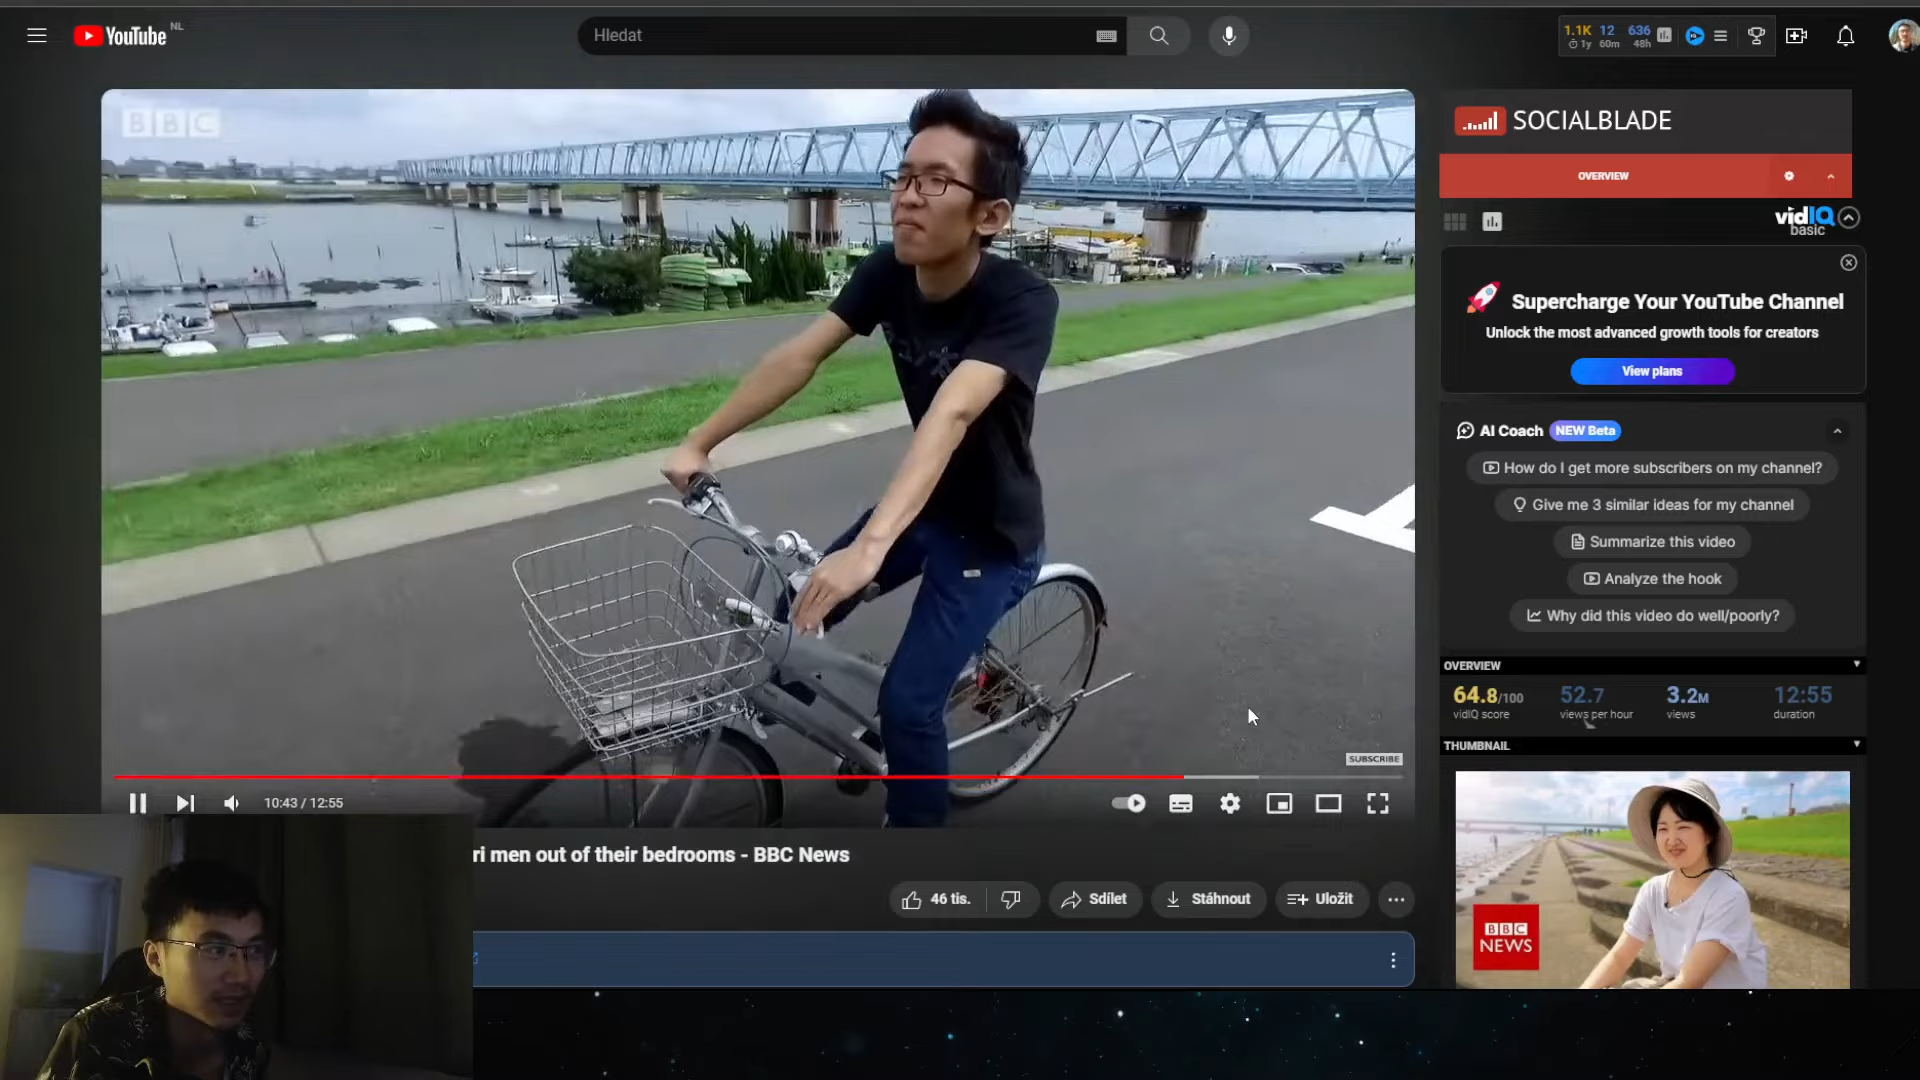 YouTube NL
Hledat
1.1K 12 636
1y 60m 48h
BBC
SOCIALBLADE
OVERVIEW
vidIQ
basic
Supercharge Your YouTube Channel
Unlock the most advanced growth tools for creators
View plans
AI Coach NEW Beta
How do I get more subscribers on my channel?
Give me 3 similar ideas for my channel
Summarize this video
Analyze the hook
Why did this video do well/poorly?
OVERVIEW
64.8/100 52.7 3.2M 12:55
vidIQ score views per hour views duration
THUMBNAIL
SUBSCRIBE
10:43 / 12:55
ri men out of their bedrooms - BBC News
46 tis. Sdílet Stáhnout Uložit
BBC
NEWS